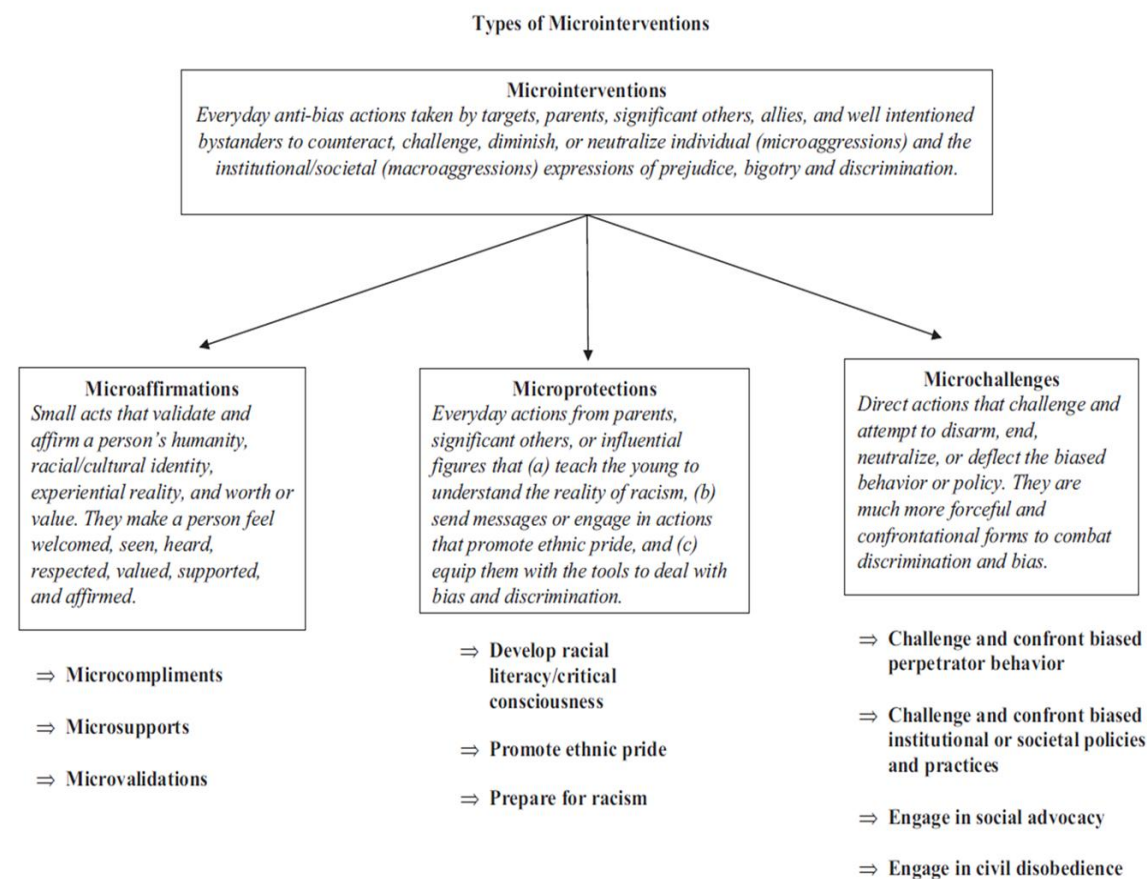 Types of Microinterventions
Microinterventions
Everyday anti-bias actions taken by targets, parents, significant others, allies, and well intentioned
bystanders to counteract, challenge, diminish, or neutralize individual (microaggressions) and the
institutional/societal (macroaggressions) expressions of prejudice, bigotry and discrimination.
Microaffirmations
Small acts that validate and
affirm a person's humanity,
racial/cultural identity,
experiential reality, and worth or
value. They make a person feel
welcomed, seen, heard,
respected, valued, supported,
and affirmed.
⇒ Microcompliments
⇒ Microsupports
⇒ Microvalidations
Microprotections
Everyday actions from parents,
significant others, or influential
figures that (a) teach the young to
understand the reality of racism, (b)
send messages or engage in actions
that promote ethnic pride, and (c)
equip them with the tools to deal with
bias and discrimination.
⇒ Develop racial
literacy/critical
consciousness
⇒ Promote ethnic pride
⇒ Prepare for racism
Microchallenges
Direct actions that challenge and
attempt to disarm, end,
neutralize, or deflect the biased
behavior or policy. They are
much more forceful and
confrontational forms to combat
discrimination and bias.
⇒ Challenge and confront biased
perpetrator behavior
⇒ Challenge and confront biased
institutional or societal policies
and practices
⇒ Engage in social advocacy
⇒ Engage in civil disobedience